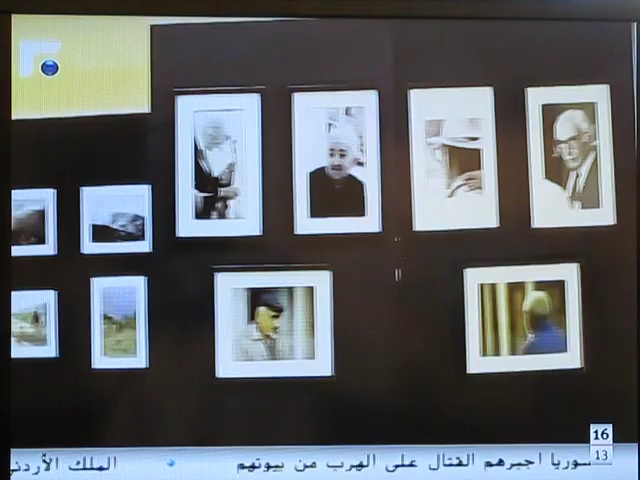 16
13
سوريا اجبرهم القتال على الهرب من بيوتهم
الملك الأردني